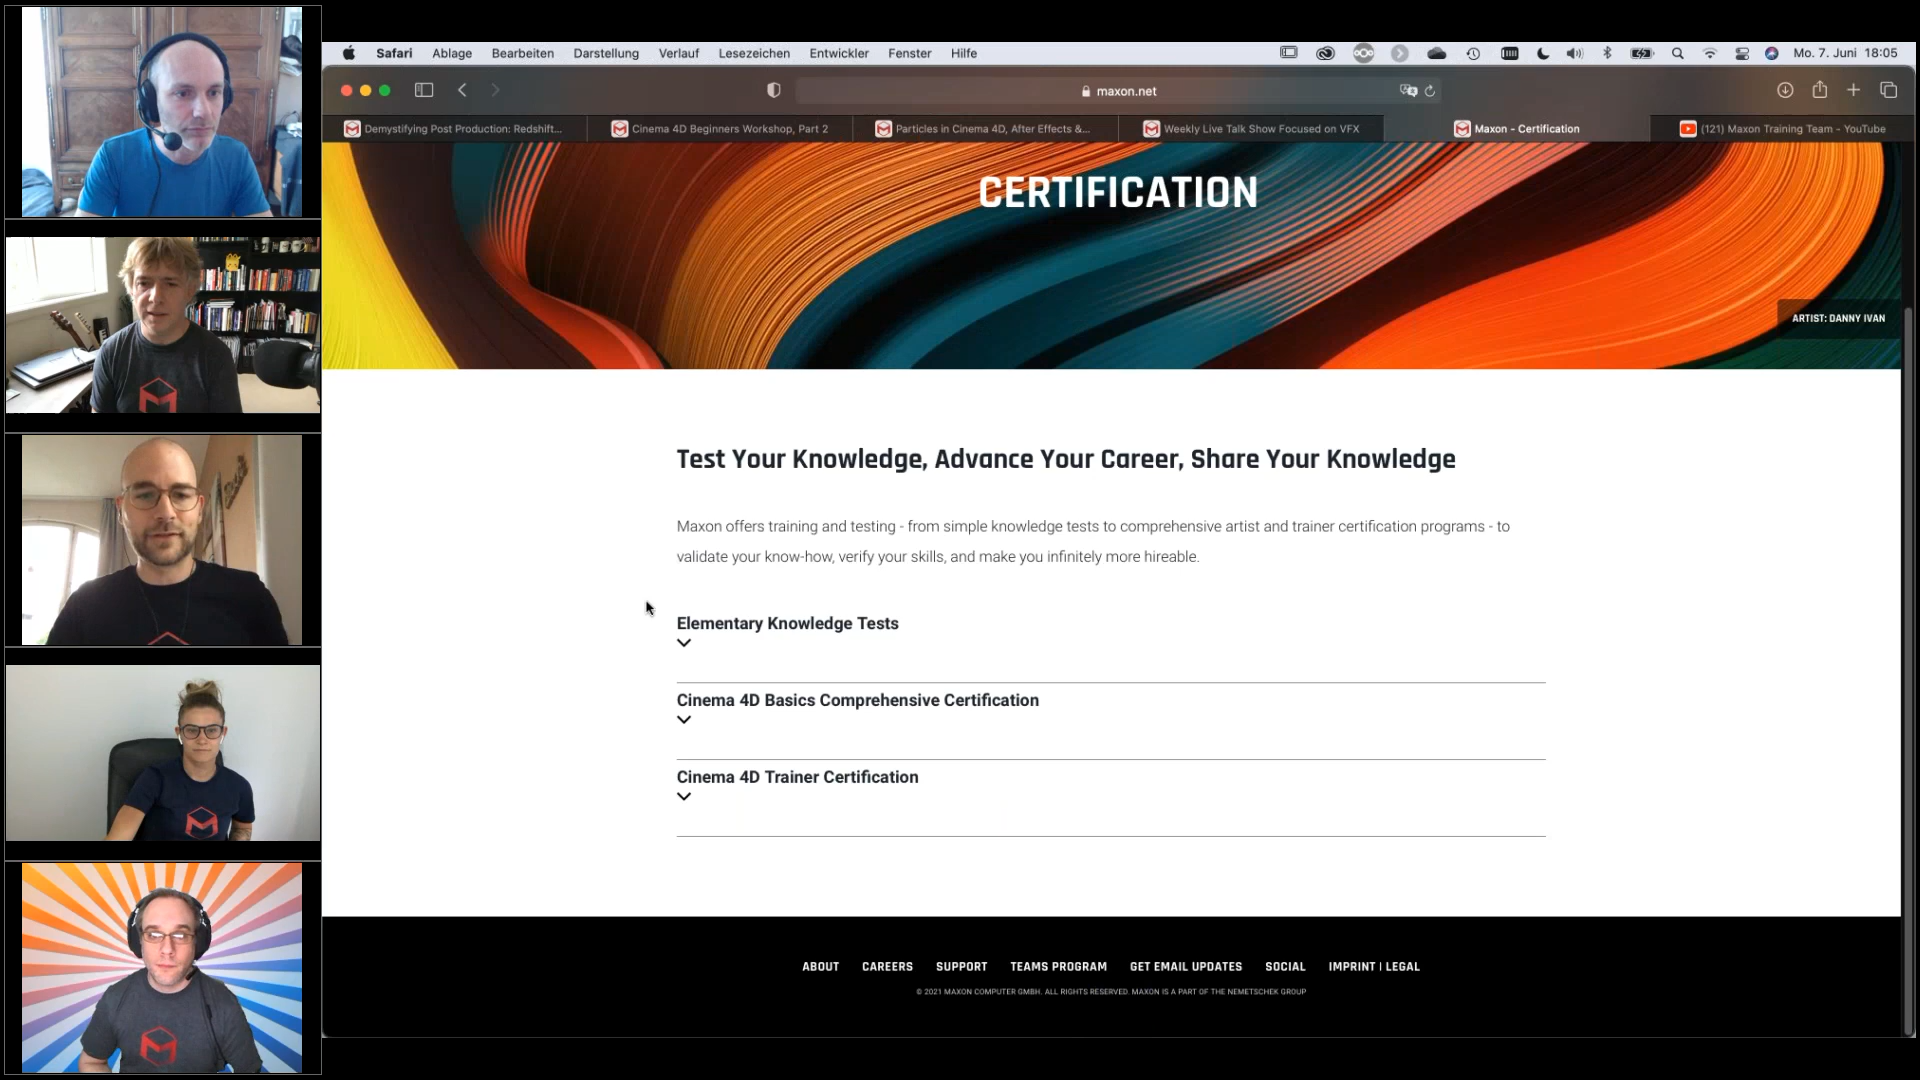 Safari Ablage Bearbeiten Darstellung Verlauf Lesezeichen Entwickler Fenster Hilfe Mo. 7. Juni 18:05
maxon.net
Demystifying Post Production: Redshift... Cinema 4D Beginners Workshop, Part 2 Particles in Cinema 4D, After Effects &... Weekly Live Talk Show Focused on VFX Maxon - Certification (121) Maxon Training Team - YouTube
CERTIFICATION
ARTIST: DANNY IVAN
Test Your Knowledge, Advance Your Career, Share Your Knowledge
Maxon offers training and testing - from simple knowledge tests to comprehensive artist and trainer certification programs - to
validate your know-how, verify your skills, and make you infinitely more hireable.
Elementary Knowledge Tests
Cinema 4D Basics Comprehensive Certification
Cinema 4D Trainer Certification
ABOUT CAREERS SUPPORT TEAMS PROGRAM GET EMAIL UPDATES SOCIAL IMPRINT | LEGAL
© 2021 MAXON COMPUTER GMBH. ALL RIGHTS RESERVED. MAXON IS A PART OF THE NEMETSCHEK GROUP